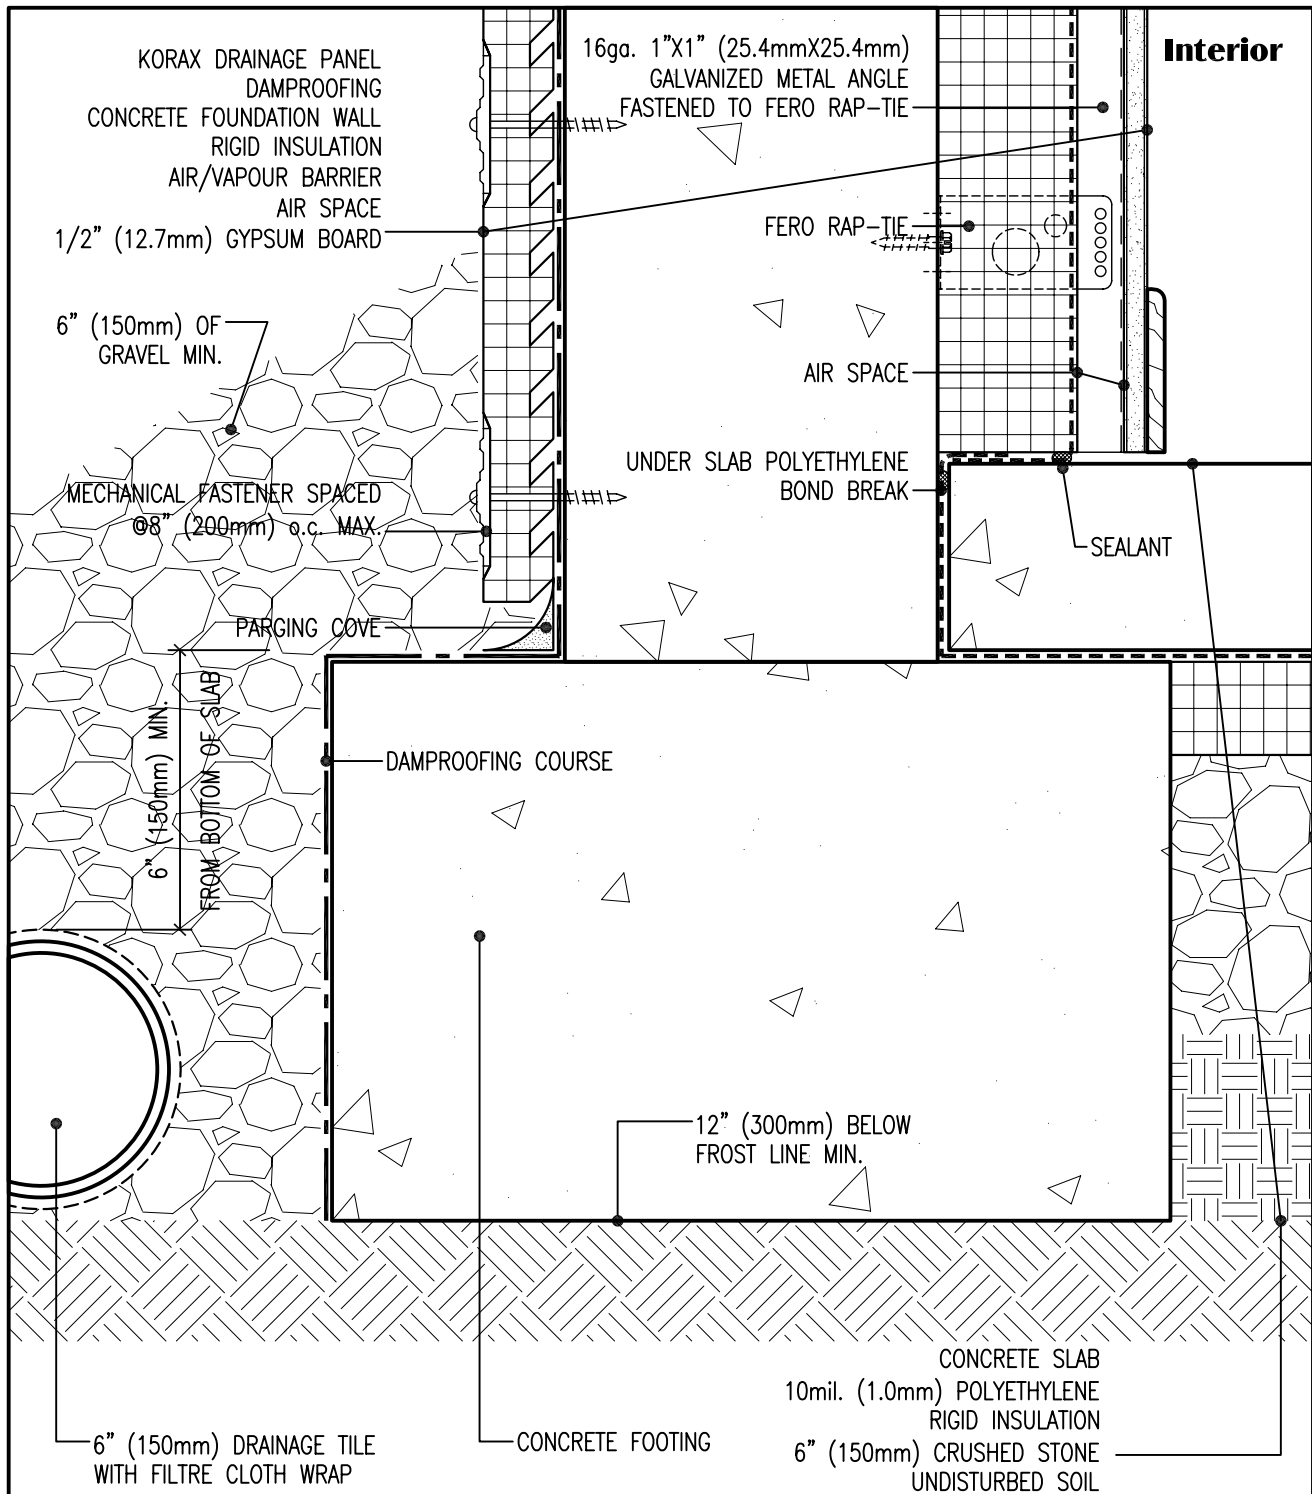 KORAX DRAINAGE PANEL
DAMPROOFING
CONCRETE FOUNDATION WALL
RIGID INSULATION
AIR/VAPOUR BARRIER
AIR SPACE
1/2” (12.7mm) GYPSUM BOARD
16ga. 1”X1” (25.4mmX25.4mm)
GALVANIZED METAL ANGLE
FASTENED TO FERO RAP-TIE
Interior
FERO RAP-TIE
6” (150mm) OF
GRAVEL MIN.
AIR SPACE
UNDER SLAB POLYETHYLENE
BOND BREAK
MECHANICAL FASTENER SPACED
@8” (200mm) o.c. MAX.
SEALANT
PARGING COVE
6” (150mm) MIN.
FROM BOTTOM OF SLAB
DAMPROOFING COURSE
12” (300mm) BELOW
FROST LINE MIN.
6” (150mm) DRAINAGE TILE
WITH FILTRE CLOTH WRAP
CONCRETE FOOTING
CONCRETE SLAB
10mil. (1.0mm) POLYETHYLENE
RIGID INSULATION
6” (150mm) CRUSHED STONE
UNDISTURBED SOIL